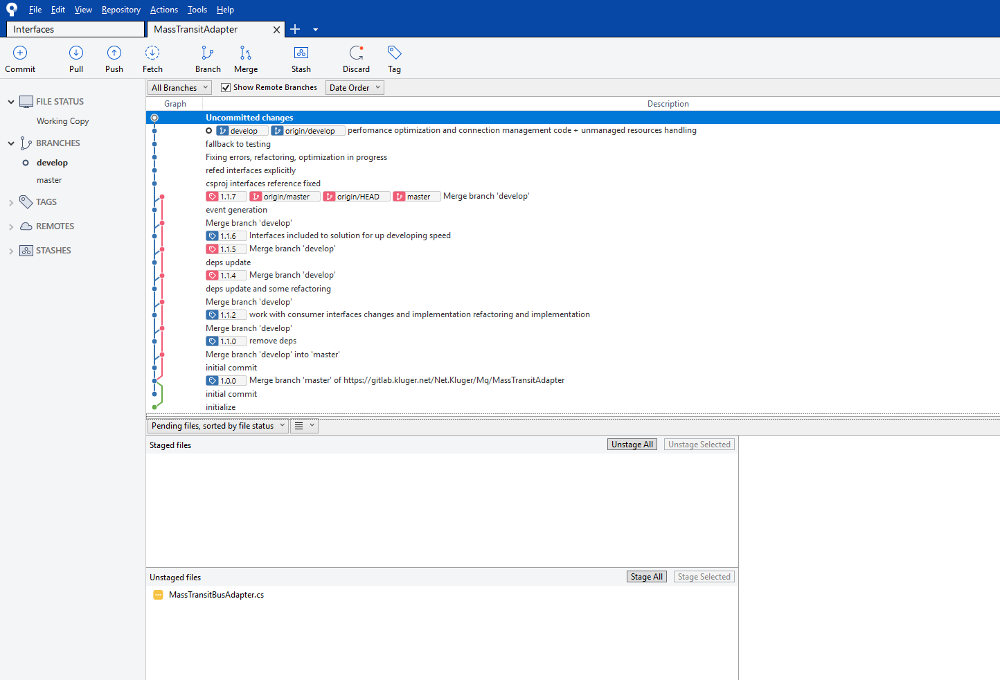 File Edit View Repository Actions Tools Help
Interfaces MassTransitAdapter
Commit Pull Push Fetch Branch Merge Stash Discard Tag
All Branches Show Remote Branches Date Order
FILE STATUS
Working Copy
BRANCHES
develop
master
TAGS
REMOTES
STASHES
Graph Description
Uncommitted changes
develop origin/develop perfomance optimization and connection management code + unmanaged resources handling
fallback to testing
Fixing errors, refactoring, optimization in progress
refed interfaces explicitly
csproj interfaces reference fixed
1.1.7 origin/master origin/HEAD master Merge branch 'develop'
event generation
Merge branch 'develop'
1.1.6 Interfaces included to solution for up developing speed
1.1.5 Merge branch 'develop'
deps update
1.1.4 Merge branch 'develop'
deps update and some refactoring
Merge branch 'develop'
1.1.2 work with consumer interfaces changes and implementation refactoring and implementation
Merge branch 'develop'
1.1.0 remove deps
Merge branch 'develop' into 'master'
initial commit
1.0.0 Merge branch 'master' of https://gitlab.kluger.net/Net.Kluger/Mq/MassTransitAdapter
initial commit
initialize
Pending files, sorted by file status
Staged files Unstage All Unstage Selected
Unstaged files Stage All Stage Selected
MassTransitBusAdapter.cs